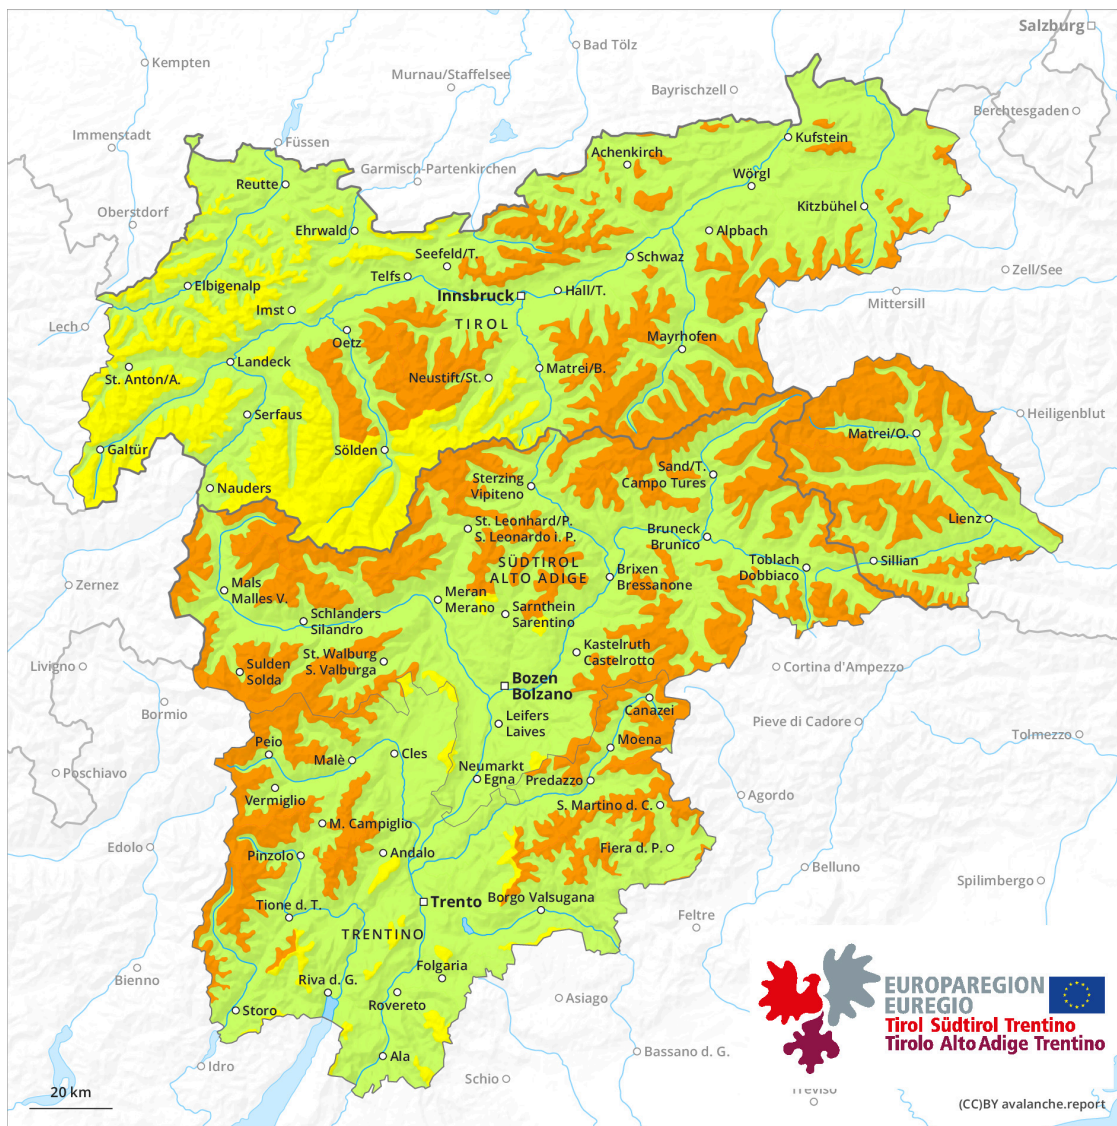 Salzburg
Bad Tölz
Kempten
Murnau/Staffelsee
Bayrischzell
Berchtesgaden
Immenstadt
Füssen
Kufstein
Achenkirch
Garmisch-Partenkirchen
Wörgl
Reutte
Oberstdorf
Kitzbühel
Ehrwald
Alpbach
Seefeld/T.
Schwaz
Zell/See
Telfs
Elbigenalp
Hall/T.
Innsbruck
Mittersill
Imst
Lech
TIROL
Oetz
Mayrhofen
Landeck
Matrei/B.
St. Anton/A.
Neustift/St.
Serfaus
Heiligenblut
Matrei/O.
Galtür
Sölden
Sand/T.
Campo Tures
Sterzing
Vipiteno
Nauders
St. Leonhard/P.
S. Leonardo i. P.
Lienz
Bruneck
Brunico
SÜDTIROL
ALTO ADIGE
Toblach
Dobbiaco
Sillian
Brixen
Bressanone
Zernez
Mals
Malles V.
Meran
Merano
Sarnthein
Sarentino
Schlanders
Silandro
Kastelruth
Castelrotto
St. Walburg
S. Valburga
Livigno
Sulden
Solda
Cortina d'Ampezzo
Bozen
Bolzano
Bormio
Canazei
Leifers
Laives
Pieve di Cadore
Tolmezzo
Peio
Moena
Cles
Malè
Poschiavo
Neumarkt
Egna
Predazzo
Vermiglio
Agordo
S. Martino d. C.
M. Campiglio
Edolo
Pinzolo
Andalo
Fiera d. P.
Belluno
Spilimbergo
Tione d. T.
Trento
Borgo Valsugana
Feltre
TRENTINO
Folgaria
Bienno
Riva d. G.
Rovereto
Asiago
Storo
EUROPAREGION
EUREGIO
Tirol Südtirol Trentino
Tirolo Alto Adige Trentino
Ala
Bassano d. G.
Idro
Schio
Treviso
20 km
(CC)BY avalanche.report